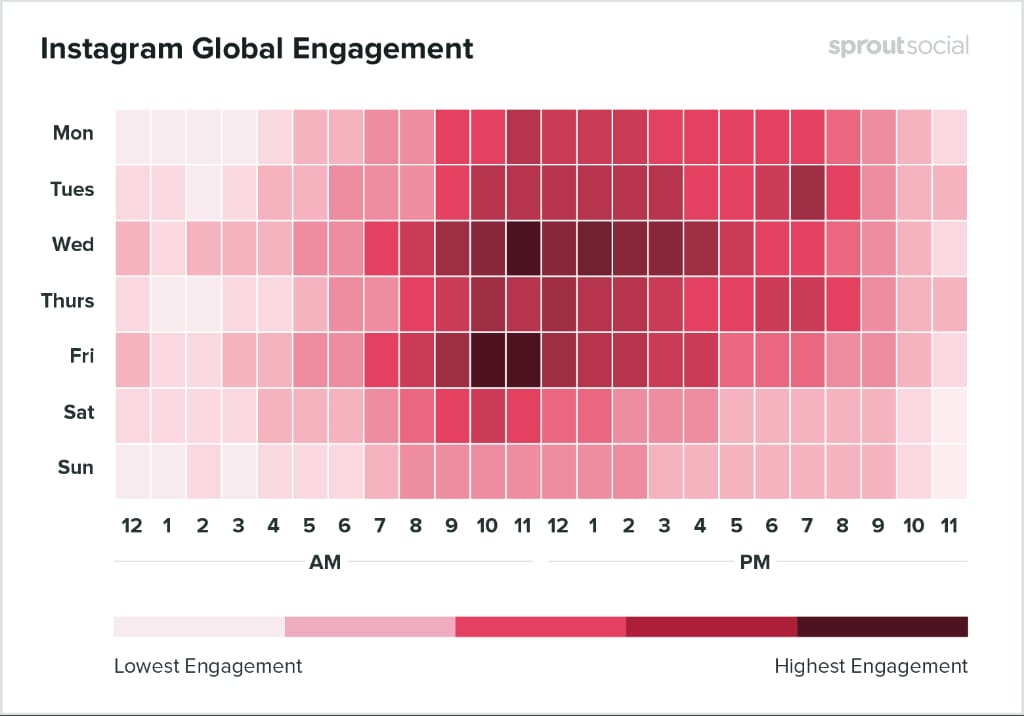 Instagram Global Engagement
sproutsocial
Mon
Tues
Wed
Thurs
Fri
Sat
Sun
12 1 2 3 4 5 6 7 8 9 10 11 12 1 2 3 4 5 6 7 8 9 10 11
AM PM
Lowest Engagement Highest Engagement